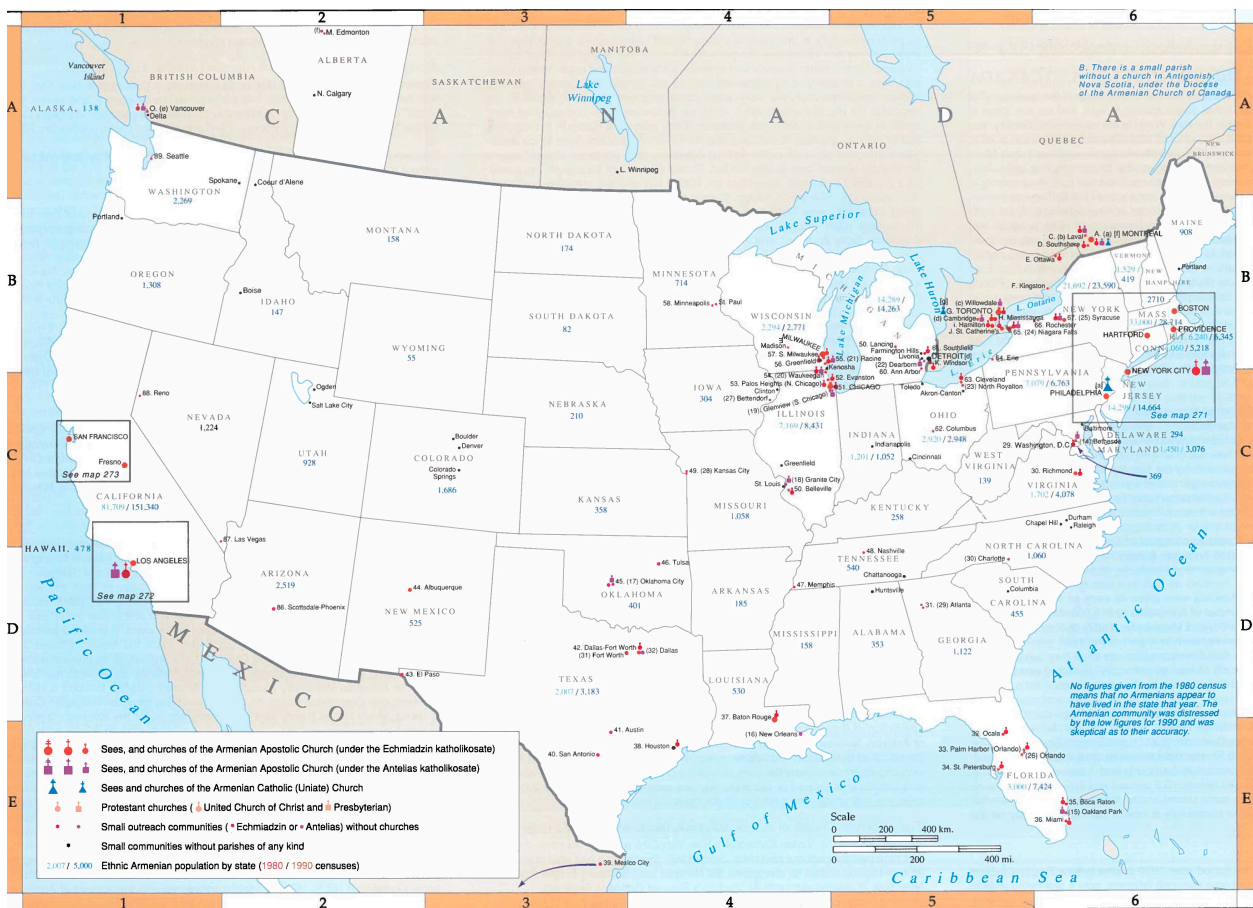 1
2
3
4
5
6
A
B
C
D
E
A
B
C
D
E
1
2
3
4
5
6
C
A
N
A
D
A
MEXICO
Vancouver
Island
BRITISH COLUMBIA
ALBERTA
SASKATCHEWAN
MANITOBA
ONTARIO
QUEBEC
NEW
BRUNSWICK
Lake
Winnipeg
(f) M. Edmonton
N. Calgary
L. Winnipeg
B. There is a small parish
without a church in Antigonish,
Nova Scotia, under the Diocese
of the Armenian Church of Canada
ALASKA, 138
O. (e) Vancouver
Delta
89. Seattle
WASHINGTON
2,269
Spokane
Coeur d'Alene
Portland
OREGON
1,308
Boise
IDAHO
147
MONTANA
158
NORTH DAKOTA
174
SOUTH DAKOTA
82
WYOMING
55
NEBRASKA
210
MINNESOTA
714
58. Minneapolis
St. Paul
Lake Superior
Lake Michigan
Lake Huron
L. Ontario
L. Erie
MICHIGAN
14,289 /
14,263
WISCONSIN
2,294 / 2,771
MILWAUKEE
Madison
57. S. Milwaukee
56. Greenfield
55. (21) Racine
Kenosha
54. (20) Waukeegan
52. Evanston
53. Palos Heights (N. Chicago)
51. CHICAGO
Clinton
(27) Bettendorf
(19) Glenview (S. Chicago)
IOWA
304
ILLINOIS
7,169 / 8,431
50. Lancing
Farmington Hills
61. Southfield
Livonia
DETROIT[d]
(22) Dearborn
K. Windsor
60. Ann Arbor
Toledo
63. Cleveland
(23) North Royalton
Akron-Canton
64. Erie
C. (b) Laval
A. (a) [f] MONTREAL
D. Southshore
E. Ottawa
F. Kingston
[g]
(c) Willowdale
G. TORONTO
(d) Cambridge
H. Mississauga
i. Hamilton
J. St. Catherine's
65. (24) Niagara Falls
66. Rochester
67. (25) Syracuse
NEW YORK
21,692 / 23,590
VERMONT
1,529 /
419
NEW
HAMPSHIRE
2710
MAINE
908
Portland
MASS.
33,000 / 28,714
BOSTON
PROVIDENCE
HARTFORD
R.I. 6,240 / 6,345
CONN.
060 / 5,218
NEW YORK CITY
PENNSYLVANIA
7,079 / 6,763
[a]
PHILADELPHIA
NEW
JERSEY
14,299 / 14,664
See map 271
Baltimore
(14) Bethesda
29. Washington, D.C.
DELAWARE 294
MARYLAND 1,450 / 3,076
369
OHIO
62. Columbus
2,920 / 2,948
Cincinnati
INDIANA
Indianapolis
1,201 / 1,052
WEST
VIRGINIA
139
30. Richmond
VIRGINIA
1,702 / 4,078
KENTUCKY
258
Durham
Chapel Hill
Raleigh
NORTH CAROLINA
(30) Charlotte
1,060
SOUTH
CAROLINA
Columbia
455
48. Nashville
TENNESSEE
540
Chattanooga
47. Memphis
Huntsville
31. (29) Atlanta
GEORGIA
1,122
ALABAMA
353
MISSISSIPPI
158
ARKANSAS
185
LOUISIANA
530
37. Baton Rouge
(16) New Orleans
Greenfield
St. Louis
(18) Granite City
50. Belleville
MISSOURI
1,058
49. (28) Kansas City
KANSAS
358
46. Tulsa
45. (17) Oklahoma City
OKLAHOMA
401
Boulder
Denver
COLORADO
Colorado
Springs
1,686
Ogden
Salt Lake City
UTAH
928
88. Reno
NEVADA
1,224
SAN FRANCISCO
Fresno
See map 273
CALIFORNIA
81,709 / 151,340
87. Las Vegas
HAWAII, 478
LOS ANGELES
See map 272
ARIZONA
2,519
86. Scottsdale-Phoenix
44. Albuquerque
NEW MEXICO
525
43. El Paso
42. Dallas-Fort Worth
(31) Fort Worth
(32) Dallas
TEXAS
2,007 / 3,183
41. Austin
40. San Antonio
38. Houston
39. Mexico City
32. Ocala
33. Palm Harbor (Orlando)
(26) Orlando
34. St. Petersburg
FLORIDA
3,000 / 7,424
35. Boca Raton
(15) Oakland Park
36. Miami
Pacific Ocean
Atlantic Ocean
Gulf of Mexico
Caribbean Sea
No figures given from the 1980 census
means that no Armenians appear to
have lived in the state that year. The
Armenian community was distressed
by the low figures for 1990 and was
skeptical as to their accuracy.
Scale
0 200 400 km.
0 200 400 mi.
Sees, and churches of the Armenian Apostolic Church (under the Echmiadzin katholikosate)
Sees, and churches of the Armenian Apostolic Church (under the Antelias katholikosate)
Sees and churches of the Armenian Catholic (Uniate) Church
Protestant churches ( United Church of Christ and Presbyterian)
Small outreach communities ( Echmiadzin or Antelias) without churches
Small communities without parishes of any kind
2,007 / 5,000 Ethnic Armenian population by state (1980 / 1990 censuses)